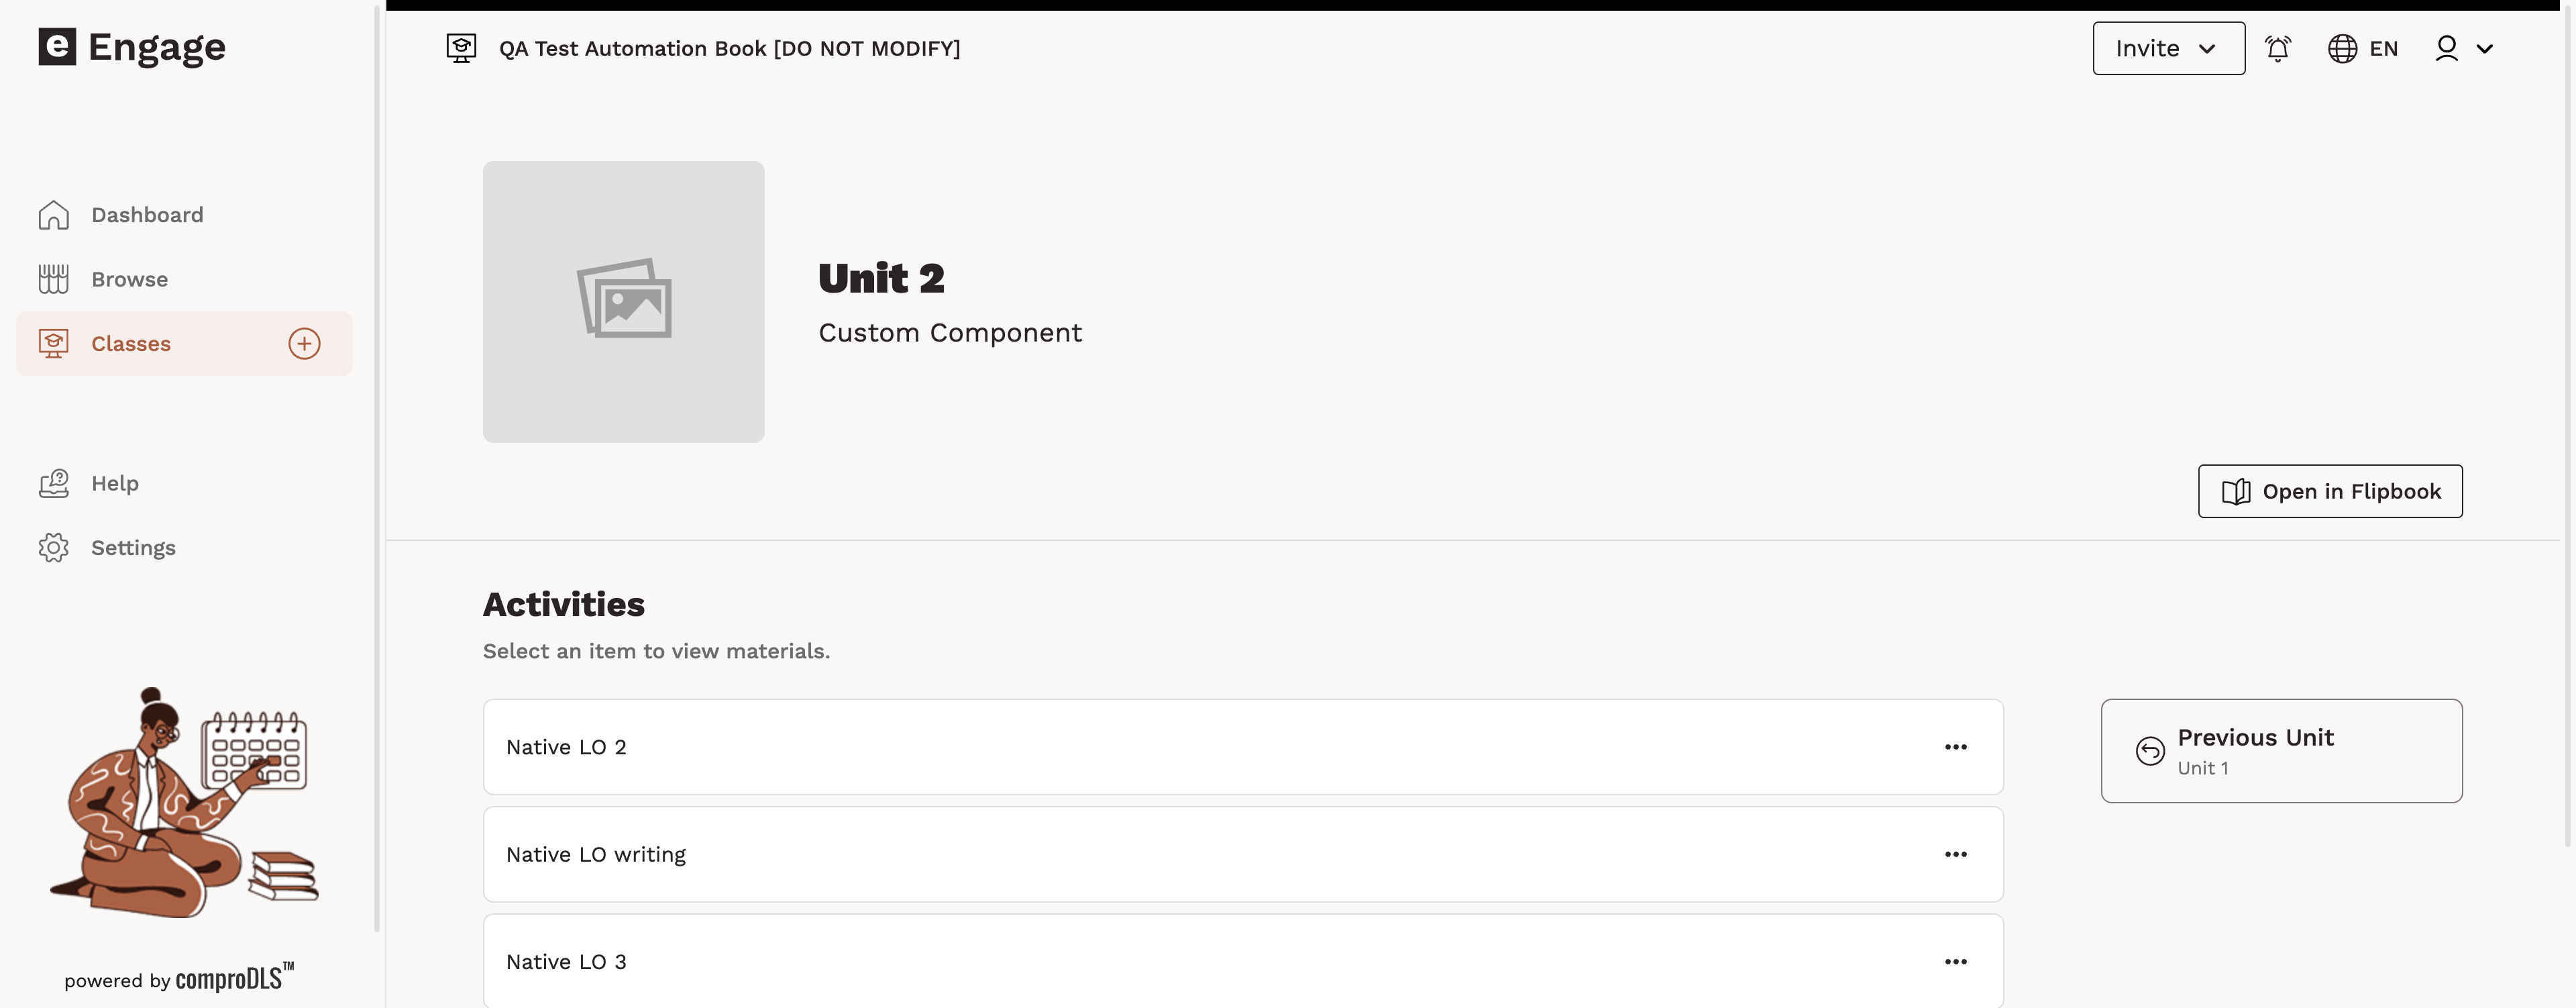 e Engage
QA Test Automation Book [DO NOT MODIFY]
Invite
EN
Dashboard
Browse
Classes
Help
Settings
powered by comproDLS™
Unit 2
Custom Component
Open in Flipbook
Activities
Select an item to view materials.
Native LO 2
Native LO writing
Native LO 3
Previous Unit
Unit 1